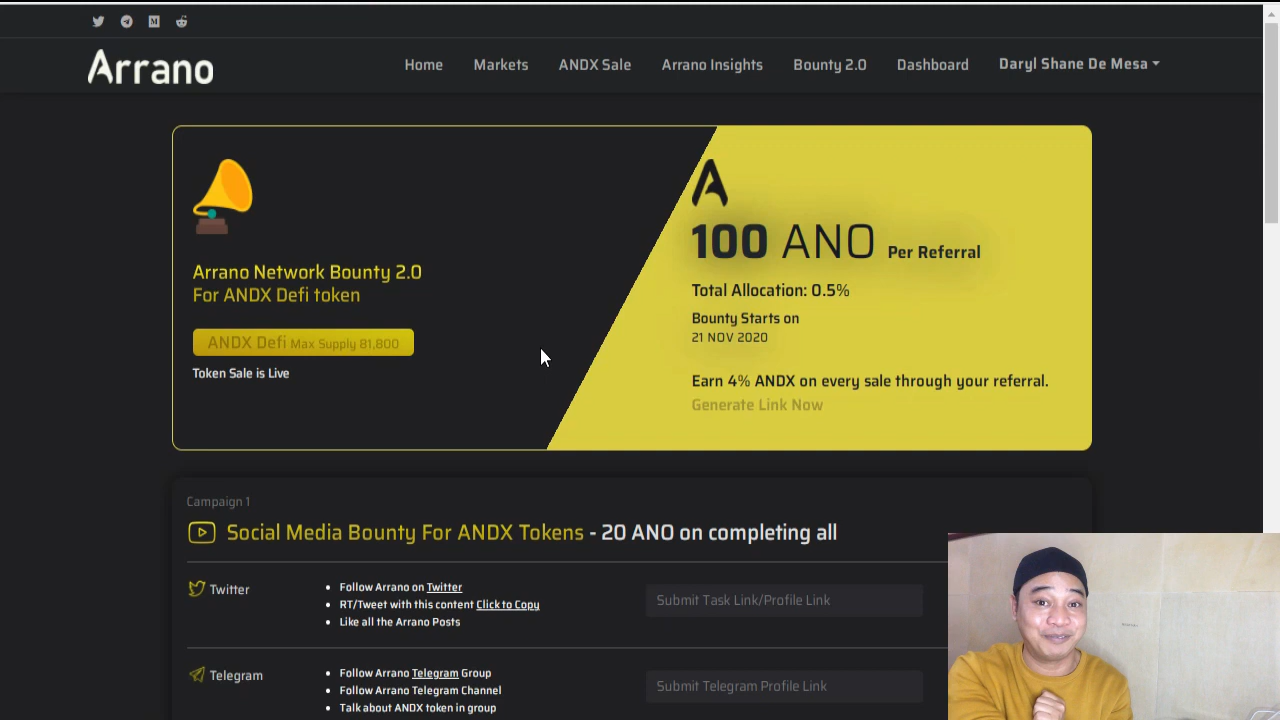 Arrano
Home
Markets
ANDX Sale
Arrano Insights
Bounty 2.0
Dashboard
Daryl Shane De Mesa
Arrano Network Bounty 2.0
For ANDX Defi token
ANDX Defi Max Supply 81,800
Token Sale is Live
100 ANO Per Referral
Total Allocation: 0.5%
Bounty Starts on
21 NOV 2020
Earn 4% ANDX on every sale through your referral.
Generate Link Now
Campaign 1
Social Media Bounty For ANDX Tokens - 20 ANO on completing all
Twitter
Follow Arrano on Twitter
RT/Tweet with this content Click to Copy
Like all the Arrano Posts
Submit Task Link/Profile Link
Telegram
Follow Arrano Telegram Group
Follow Arrano Telegram Channel
Talk about ANDX token in group
Submit Telegram Profile Link